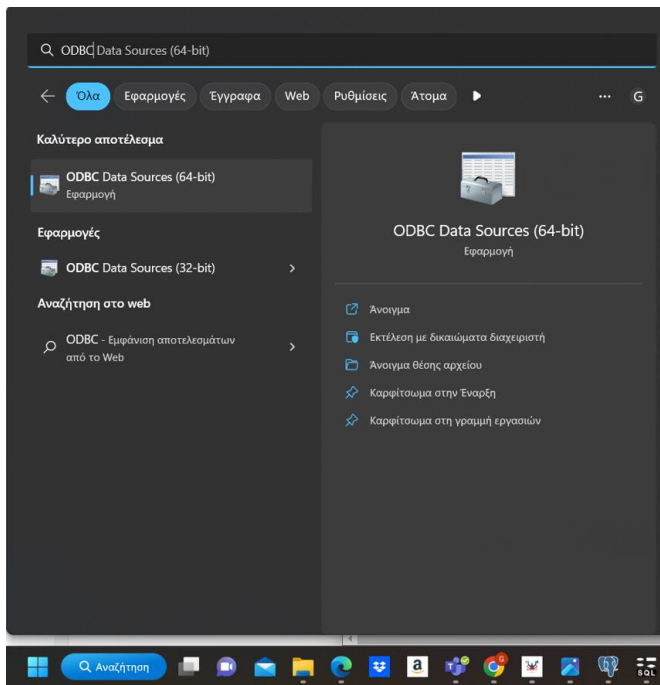 ODBC Data Sources (64-bit)
Όλα Εφαρμογές Έγγραφα Web Ρυθμίσεις Άτομα ... G
Καλύτερο αποτέλεσμα
ODBC Data Sources (64-bit)
Εφαρμογή
Εφαρμογές
ODBC Data Sources (32-bit)
Αναζήτηση στο web
ODBC - Εμφάνιση αποτελεσμάτων
από το Web
ODBC Data Sources (64-bit)
Εφαρμογή
Άνοιγμα
Εκτέλεση με δικαιώματα διαχειριστή
Άνοιγμα θέσης αρχείου
Καρφίτσωμα στην Έναρξη
Καρφίτσωμα στη γραμμή εργασιών
Αναζήτηση a G SQL